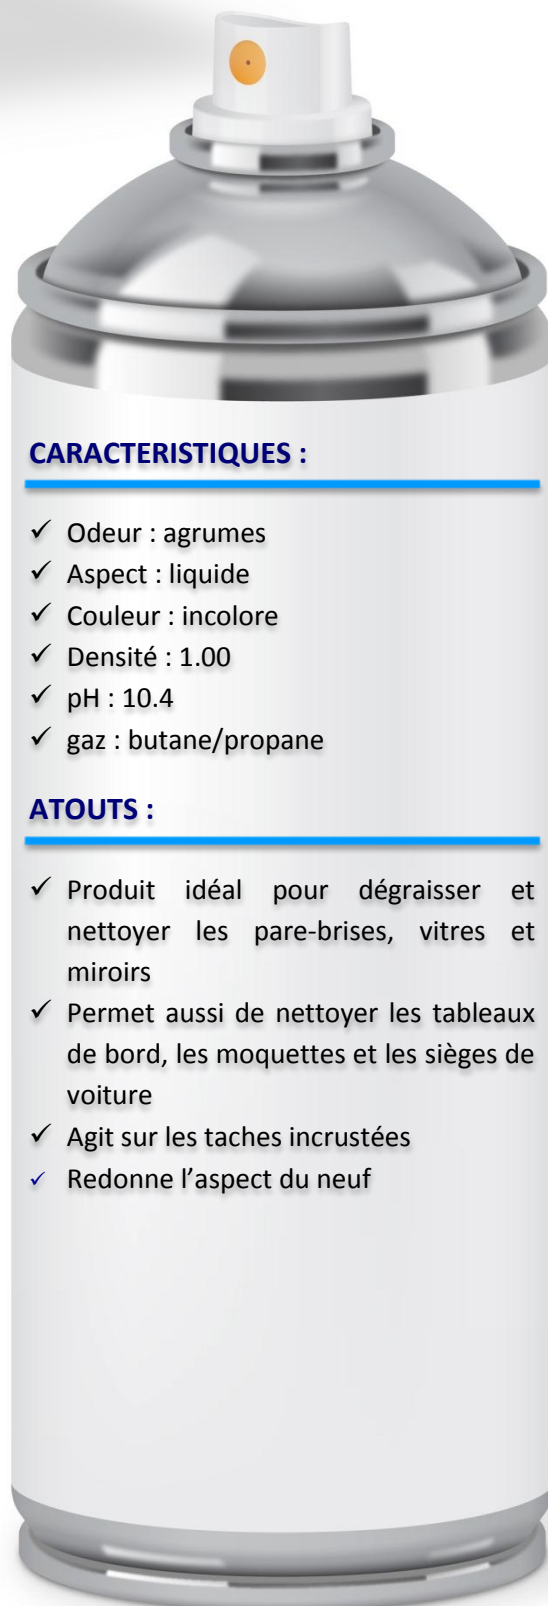 CARACTERISTIQUES :
✓ Odeur : agrumes
✓ Aspect : liquide
✓ Couleur : incolore
✓ Densité : 1.00
✓ pH : 10.4
✓ gaz : butane/propane
ATOUTS :
✓ Produit idéal pour dégraisser et
nettoyer les pare-brises, vitres et
miroirs
✓ Permet aussi de nettoyer les tableaux
de bord, les moquettes et les sièges de
voiture
✓ Agit sur les taches incrustées
✓ Redonne l’aspect du neuf